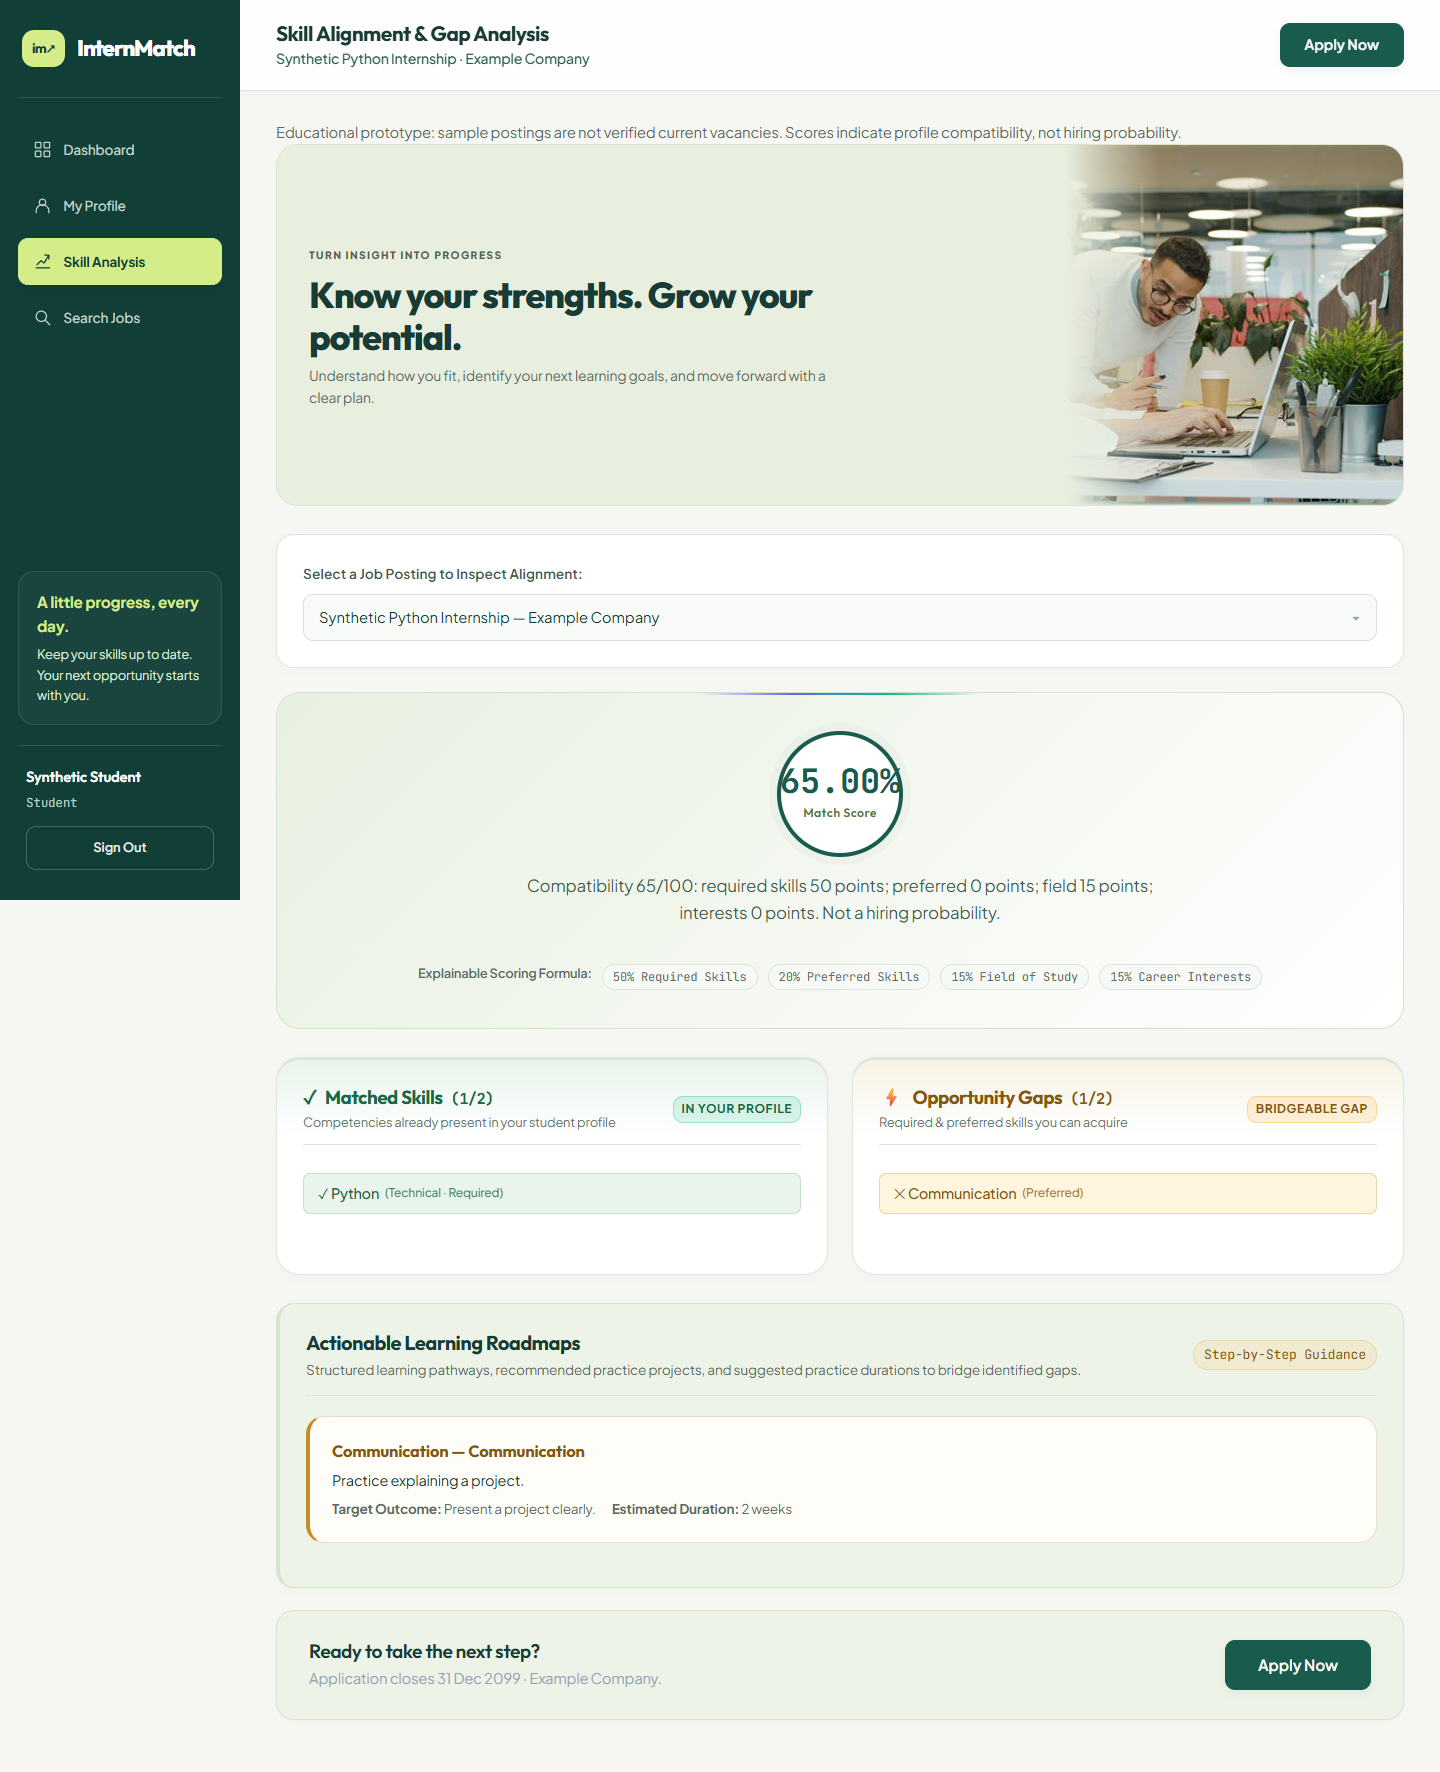 im↗ InternMatch
Dashboard
My Profile
Skill Analysis
Search Jobs
A little progress, every
day.
Keep your skills up to date.
Your next opportunity starts
with you.
Synthetic Student
Student
Sign Out
Skill Alignment & Gap Analysis
Synthetic Python Internship · Example Company
Apply Now
Educational prototype: sample postings are not verified current vacancies. Scores indicate profile compatibility, not hiring probability.
TURN INSIGHT INTO PROGRESS
Know your strengths. Grow your
potential.
Understand how you fit, identify your next learning goals, and move forward with a
clear plan.
Select a Job Posting to Inspect Alignment:
Synthetic Python Internship — Example Company
65.00%
Match Score
Compatibility 65/100: required skills 50 points; preferred 0 points; field 15 points;
interests 0 points. Not a hiring probability.
Explainable Scoring Formula: 50% Required Skills 20% Preferred Skills 15% Field of Study 15% Career Interests
✓ Matched Skills (1/2)
Competencies already present in your student profile
IN YOUR PROFILE
✓ Python (Technical · Required)
⚡ Opportunity Gaps (1/2)
Required & preferred skills you can acquire
BRIDGEABLE GAP
✕ Communication (Preferred)
Actionable Learning Roadmaps
Structured learning pathways, recommended practice projects, and suggested practice durations to bridge identified gaps.
Step-by-Step Guidance
Communication — Communication
Practice explaining a project.
Target Outcome: Present a project clearly. Estimated Duration: 2 weeks
Ready to take the next step?
Application closes 31 Dec 2099 · Example Company.
Apply Now